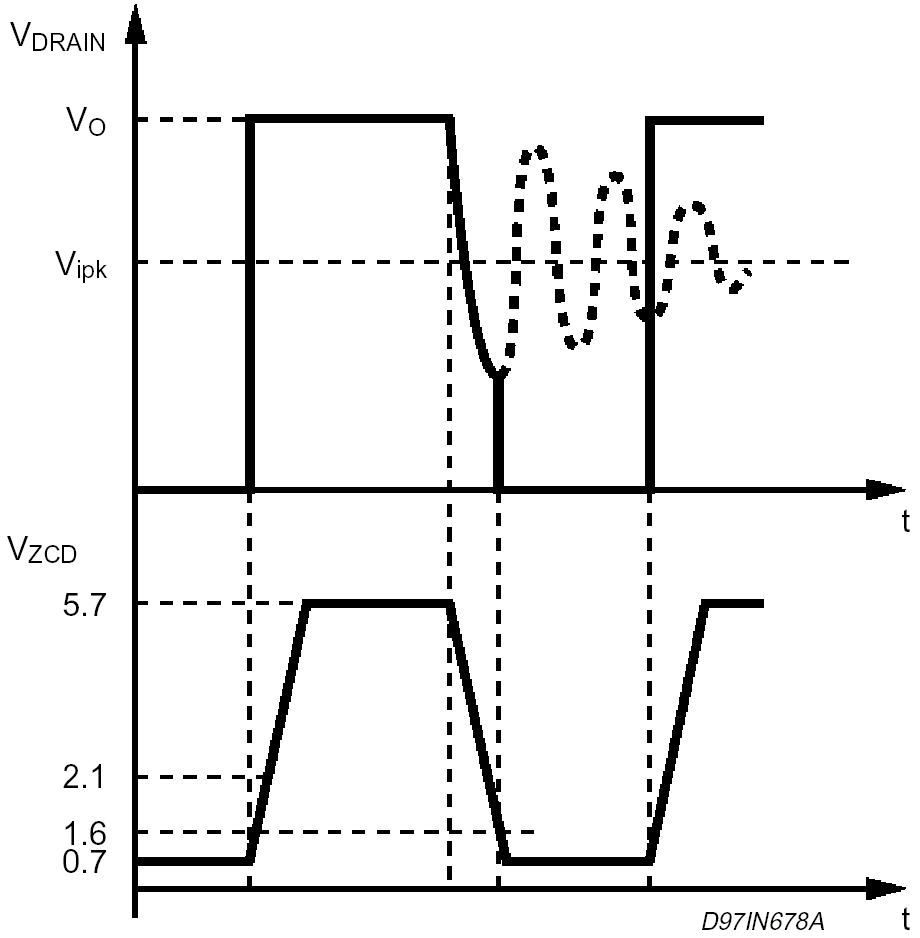 VDRAIN
VO
Vipk
t
VZCD
5.7
2.1
1.6
0.7
D97IN678A
t